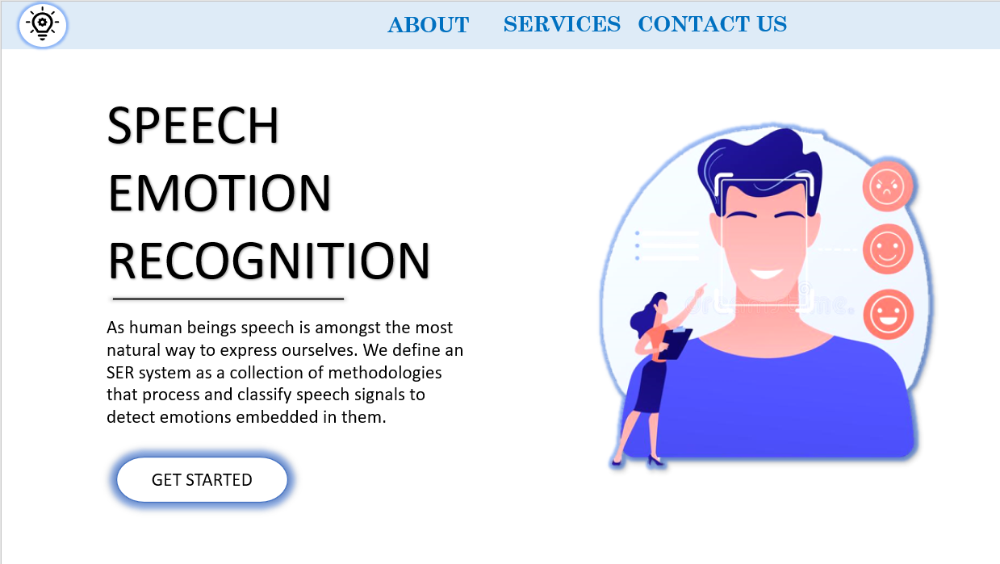 ABOUT SERVICES CONTACT US
SPEECH
EMOTION
RECOGNITION
As human beings speech is amongst the most
natural way to express ourselves. We define an
SER system as a collection of methodologies
that process and classify speech signals to
detect emotions embedded in them.
GET STARTED